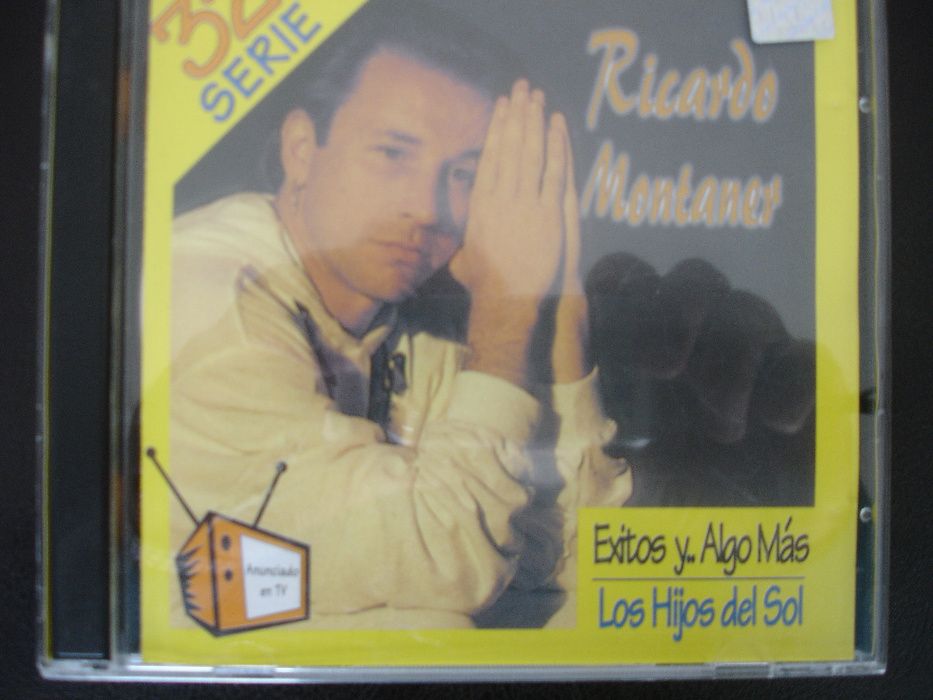 32
SERIE
Ricardo
Montaner
Exitos y.. Algo Más
Los Hijos del Sol
Anunciado
en TV